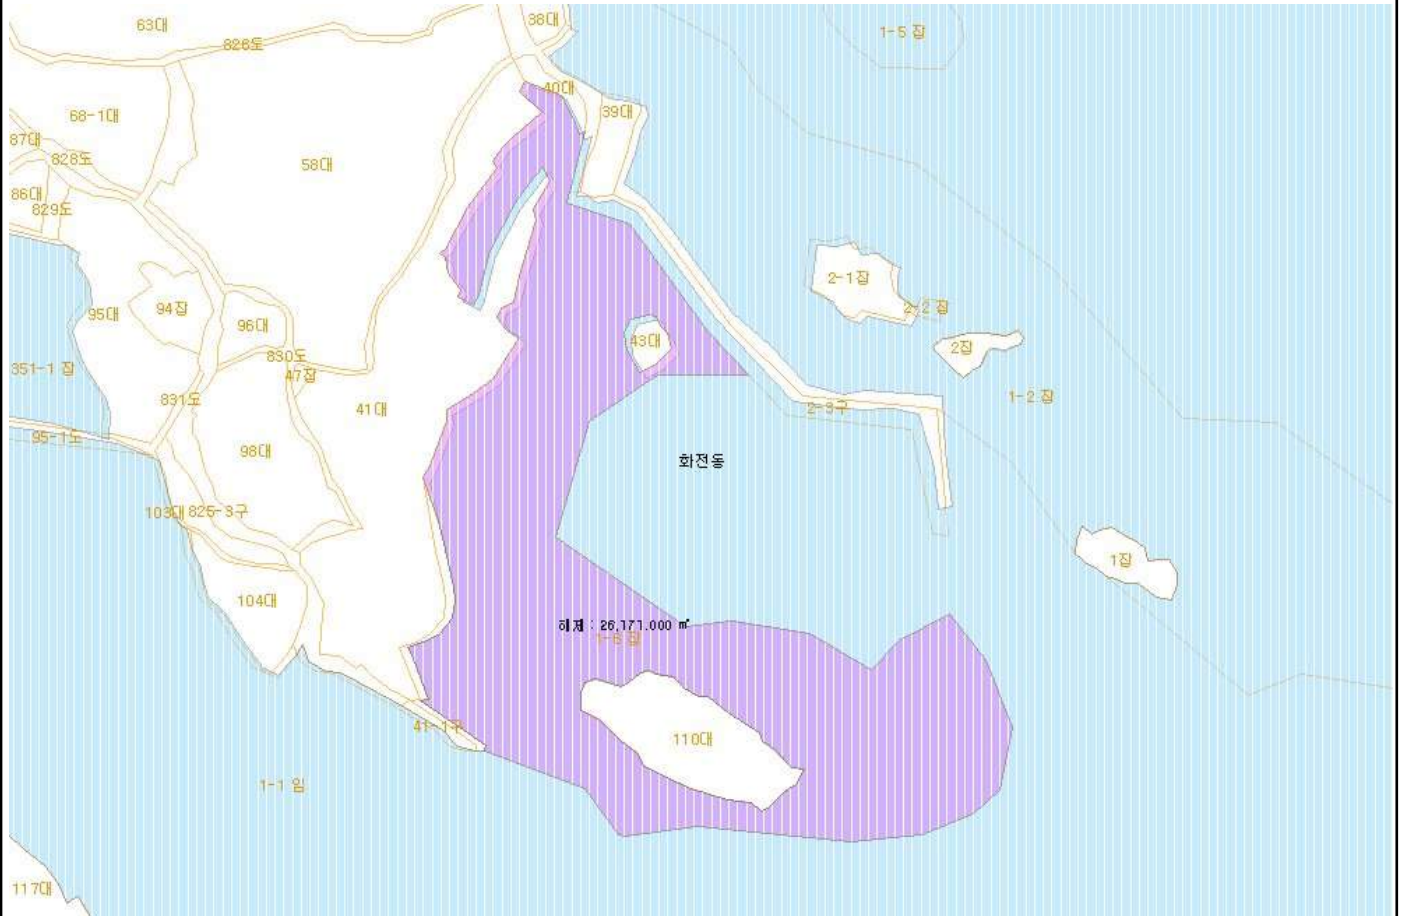 63대
826도
38대
1-5 잡
40대
39대
68-1대
87대
828도
58대
86대
829도
2-1잡
2-2 잡
95대
94잡
96대
43대
2잡
830도
47잡
351-1 잡
831도
41대
2-3구
1-2 잡
95-1도
98대
화전동
103대
825-3구
1잡
104대
해제 : 26,171.000 ㎡
1-6 잡
41-1구
110대
1-1 임
117대